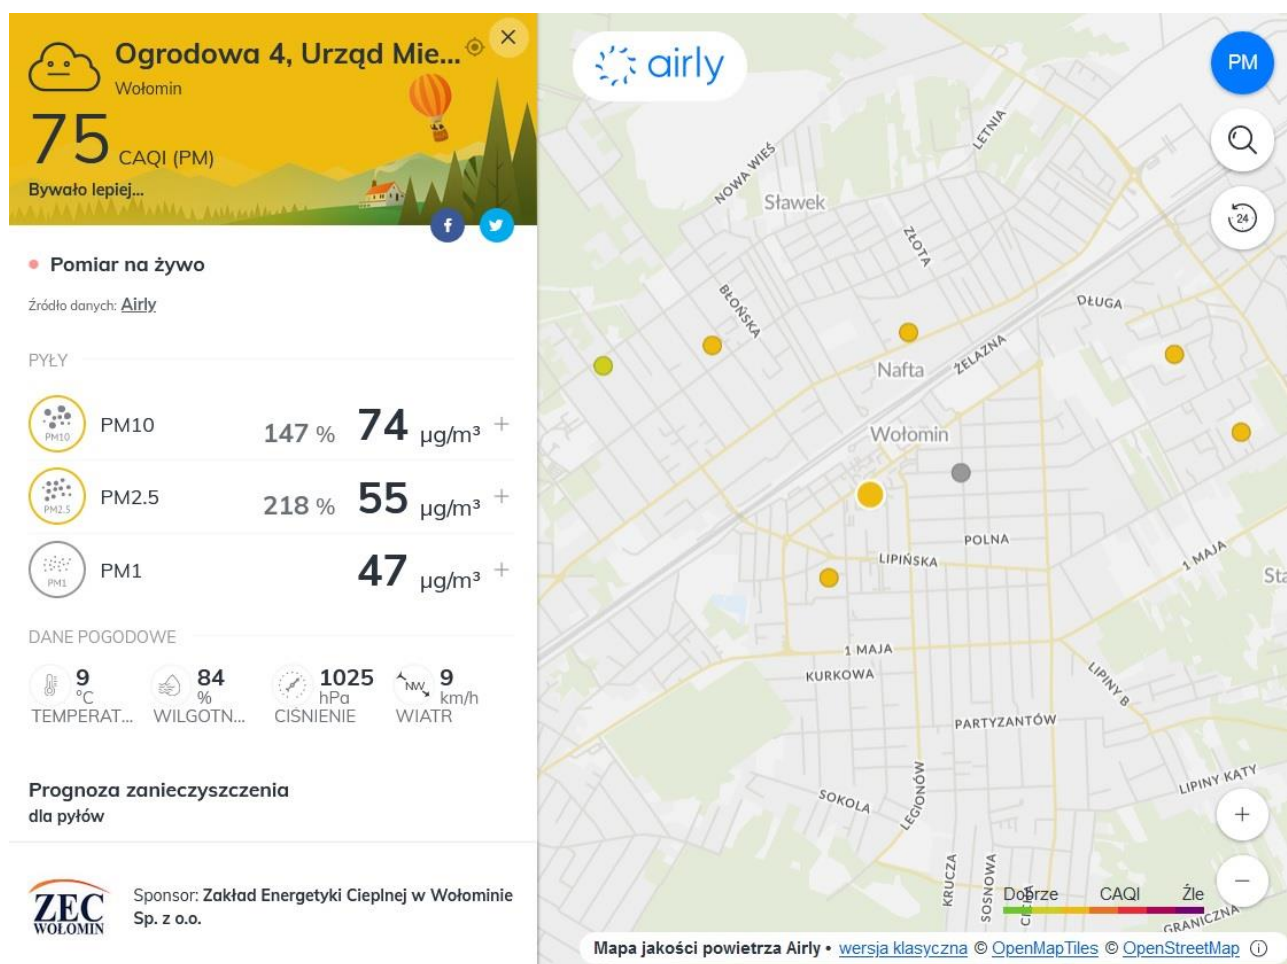 Ogrodowa 4, Urząd Mie...
Wołomin
75 CAQI (PM)
Bywało lepiej...
Pomiar na żywo
Źródło danych: Airly
PYŁY
PM10 PM10 147 % 74 µg/m³ +
PM2.5 PM2.5 218 % 55 µg/m³ +
PM1 PM1 47 µg/m³ +
DANE POGODOWE
9 °C TEMPERAT...
84 % WILGOTN...
1025 hPa CIŚNIENIE
NW 9 km/h WIATR
Prognoza zanieczyszczenia
dla pyłów
ZEC
WOŁOMIN
Sponsor: Zakład Energetyki Cieplnej w Wołominie
Sp. z o.o.
airly
PM
24
LETNIA
NOWA WIEŚ
Sławek
ZŁOTA
BŁOŃSKA
DŁUGA
Nafta
ŻELAZNA
Wołomin
POLNA
LIPIŃSKA
1 MAJA
Sta
1 MAJA
KURKOWA
LIPINY B
PARTYZANTÓW
LIPINY KĄTY
SOKOLA
LEGIONÓW
+
KRUCZA
SOSNOWA
CICHA
−
Dobrze CAQI Źle
GRANICZNA
Mapa jakości powietrza Airly • wersja klasyczna © OpenMapTiles © OpenStreetMap